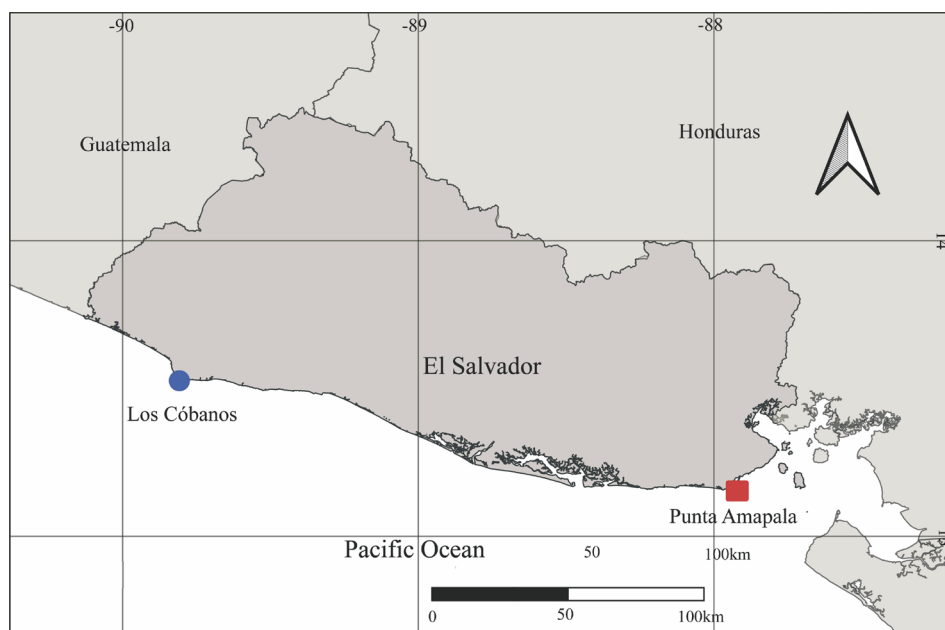 -90 -89 -88
Guatemala
Honduras
14
El Salvador
Los Cóbanos
Punta Amapala
13
Pacific Ocean
50 100km
0 50 100km